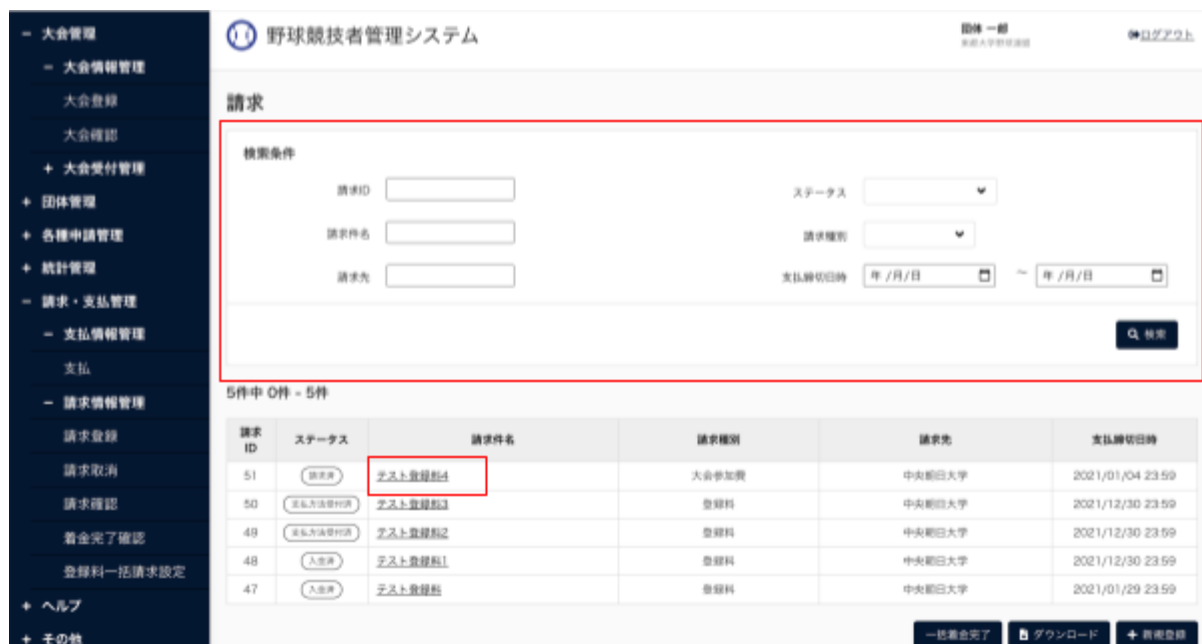 − 大会管理
− 大会情報管理
大会登録
大会確認
+ 大会受付管理
+ 団体管理
+ 各種申請管理
+ 統計管理
− 請求・支払管理
− 支払情報管理
支払
− 請求情報管理
請求登録
請求取消
請求確認
着金完了確認
登録料一括請求設定
+ ヘルプ
+ その他
野球競技者管理システム
団体 一郎
ログアウト
請求
検索条件
請求ID
ステータス
請求件名
請求種別
請求先
支払締切日時 年 /月/日 ~ 年 /月/日
検索
5件中 0件 - 5件
請求ID ステータス 請求件名 請求種別 請求先 支払締切日時
51 請求済 テスト登録料4 大会参加費 中央朝日大学 2021/01/04 23:59
50 支払方法受付済 テスト登録料3 登録料 中央朝日大学 2021/12/30 23:59
49 支払方法受付済 テスト登録料2 登録料 中央朝日大学 2021/12/30 23:59
48 入金済 テスト登録料1 登録料 中央朝日大学 2021/12/30 23:59
47 入金済 テスト登録料 登録料 中央朝日大学 2021/01/29 23:59
一括着金完了 ダウンロード + 新規登録